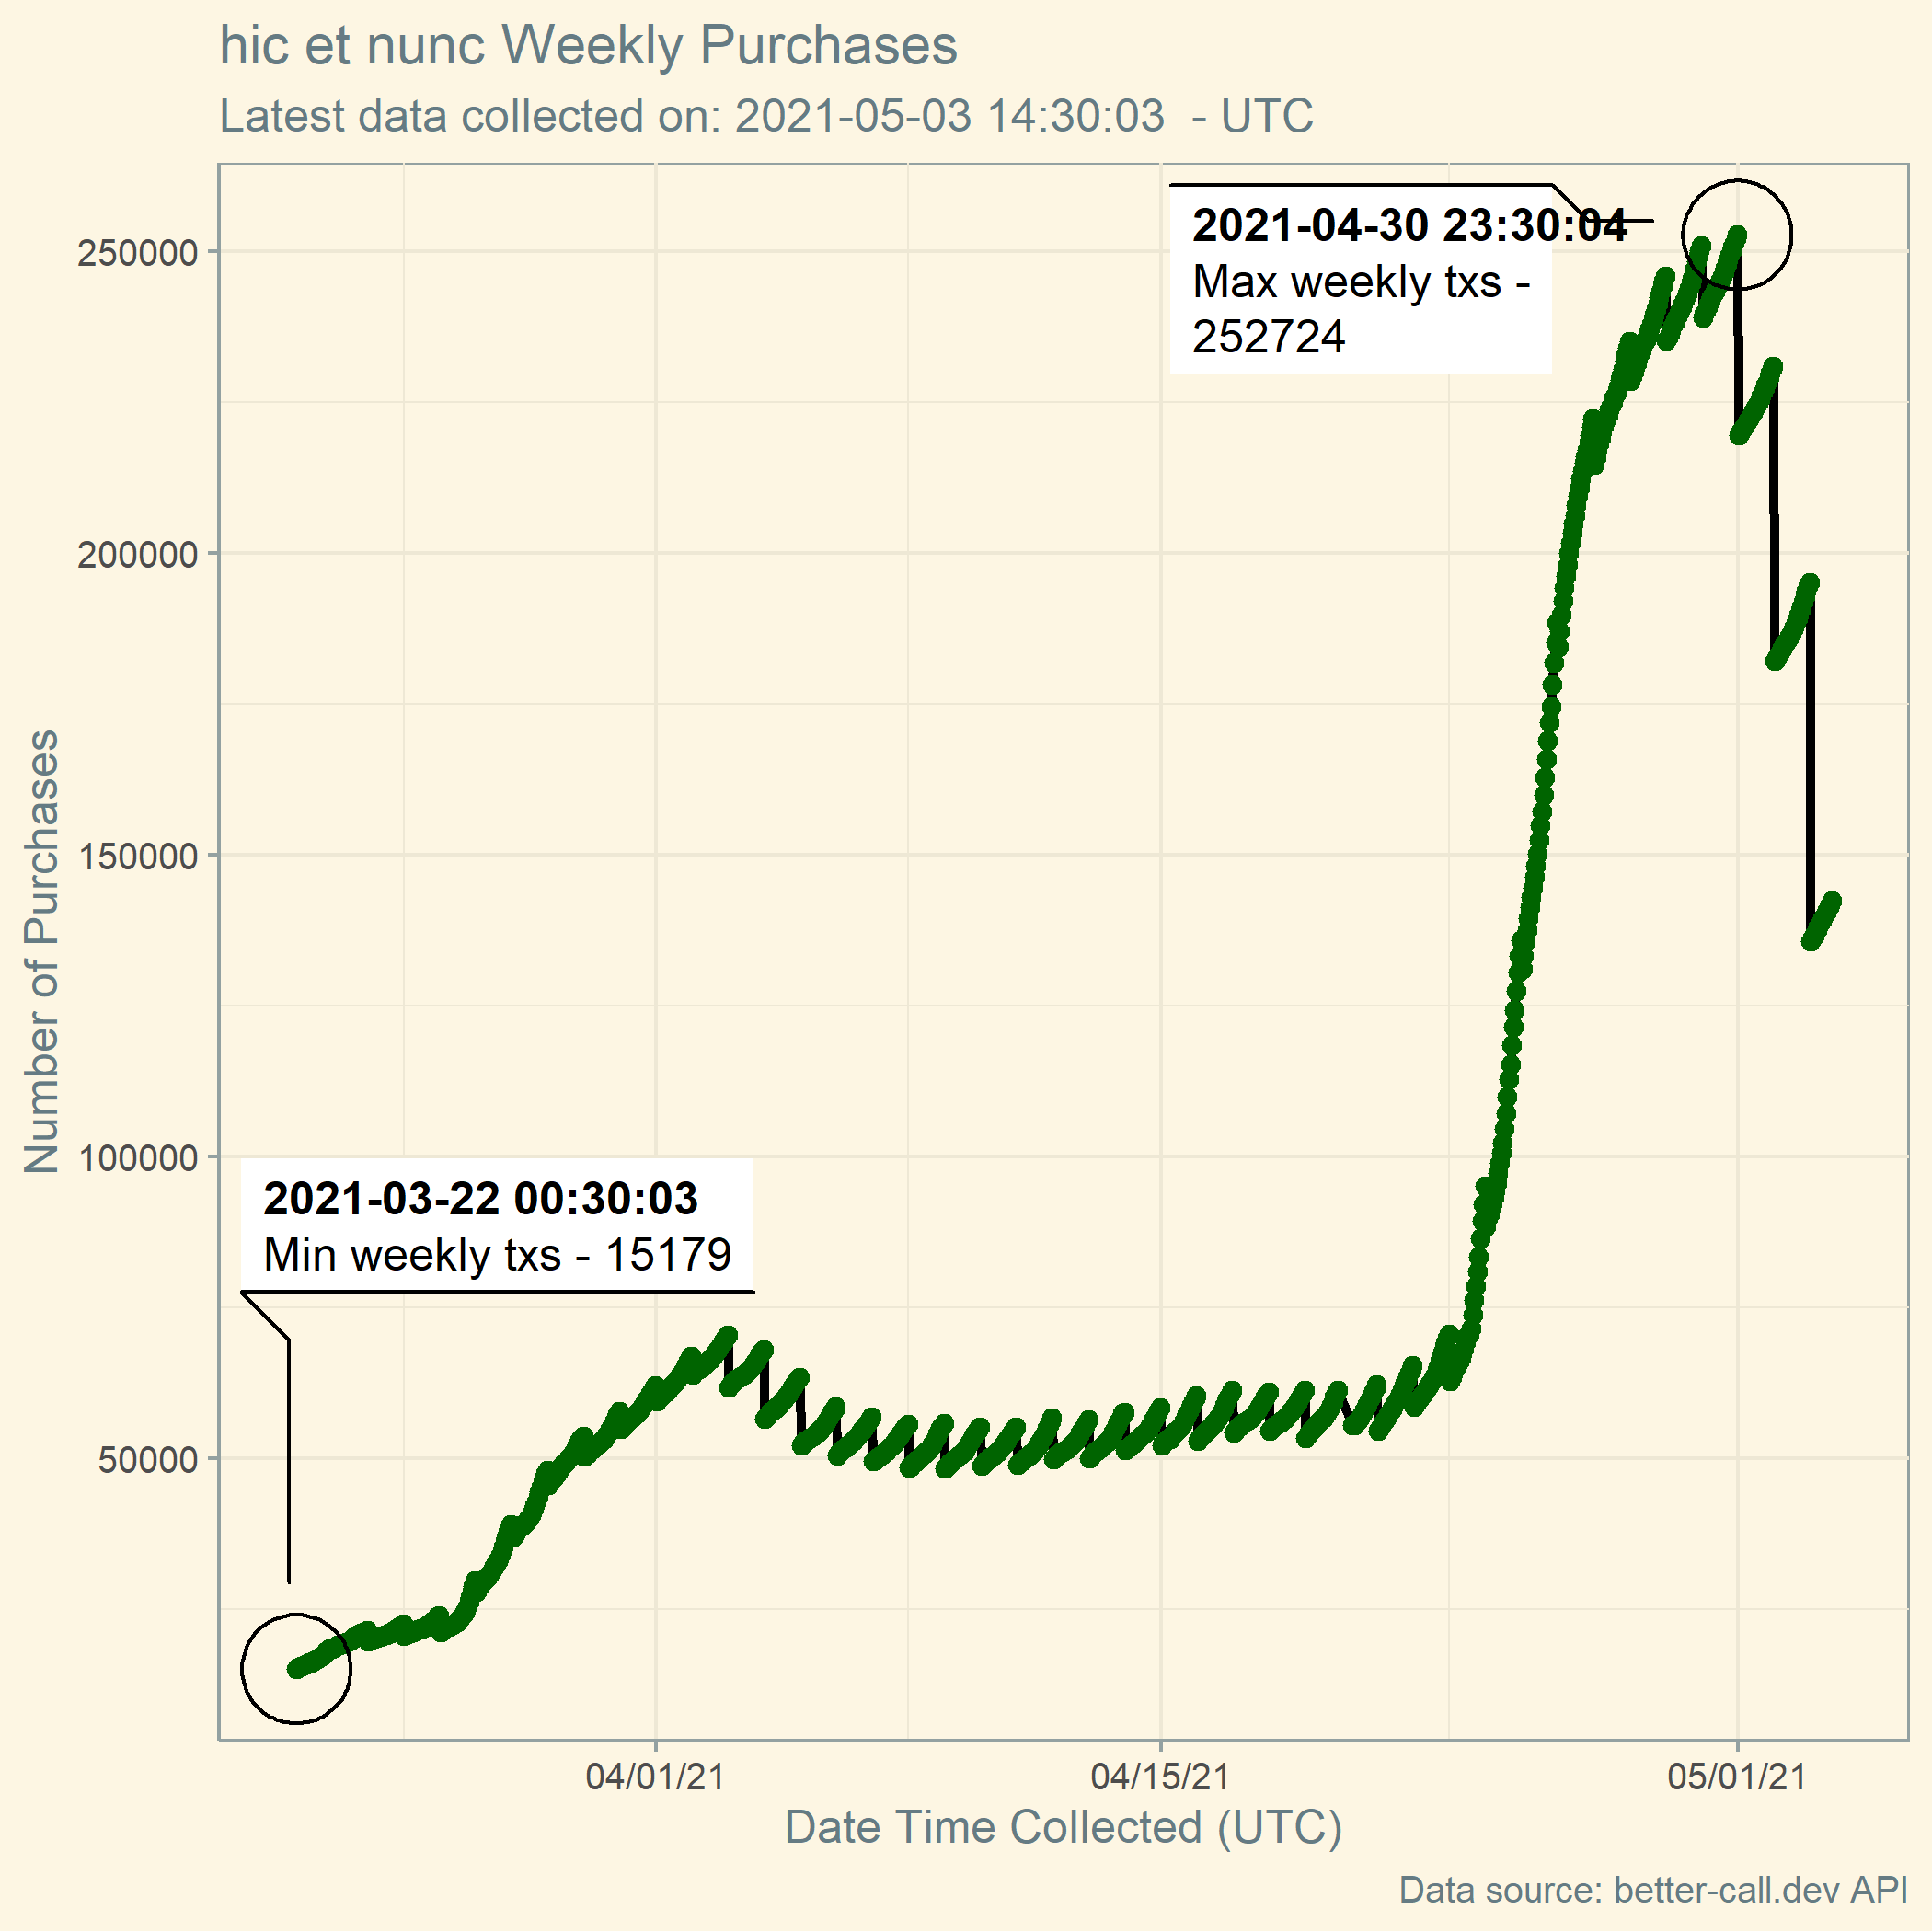 hic et nunc Weekly Purchases
Latest data collected on: 2021-05-03 14:30:03  - UTC
2021-04-30 23:30:04
Max weekly txs -
252724
250000
200000
150000
100000
50000
Number of Purchases
2021-03-22 00:30:03
Min weekly txs - 15179
04/01/21 04/15/21 05/01/21
Date Time Collected (UTC)
Data source: better-call.dev API